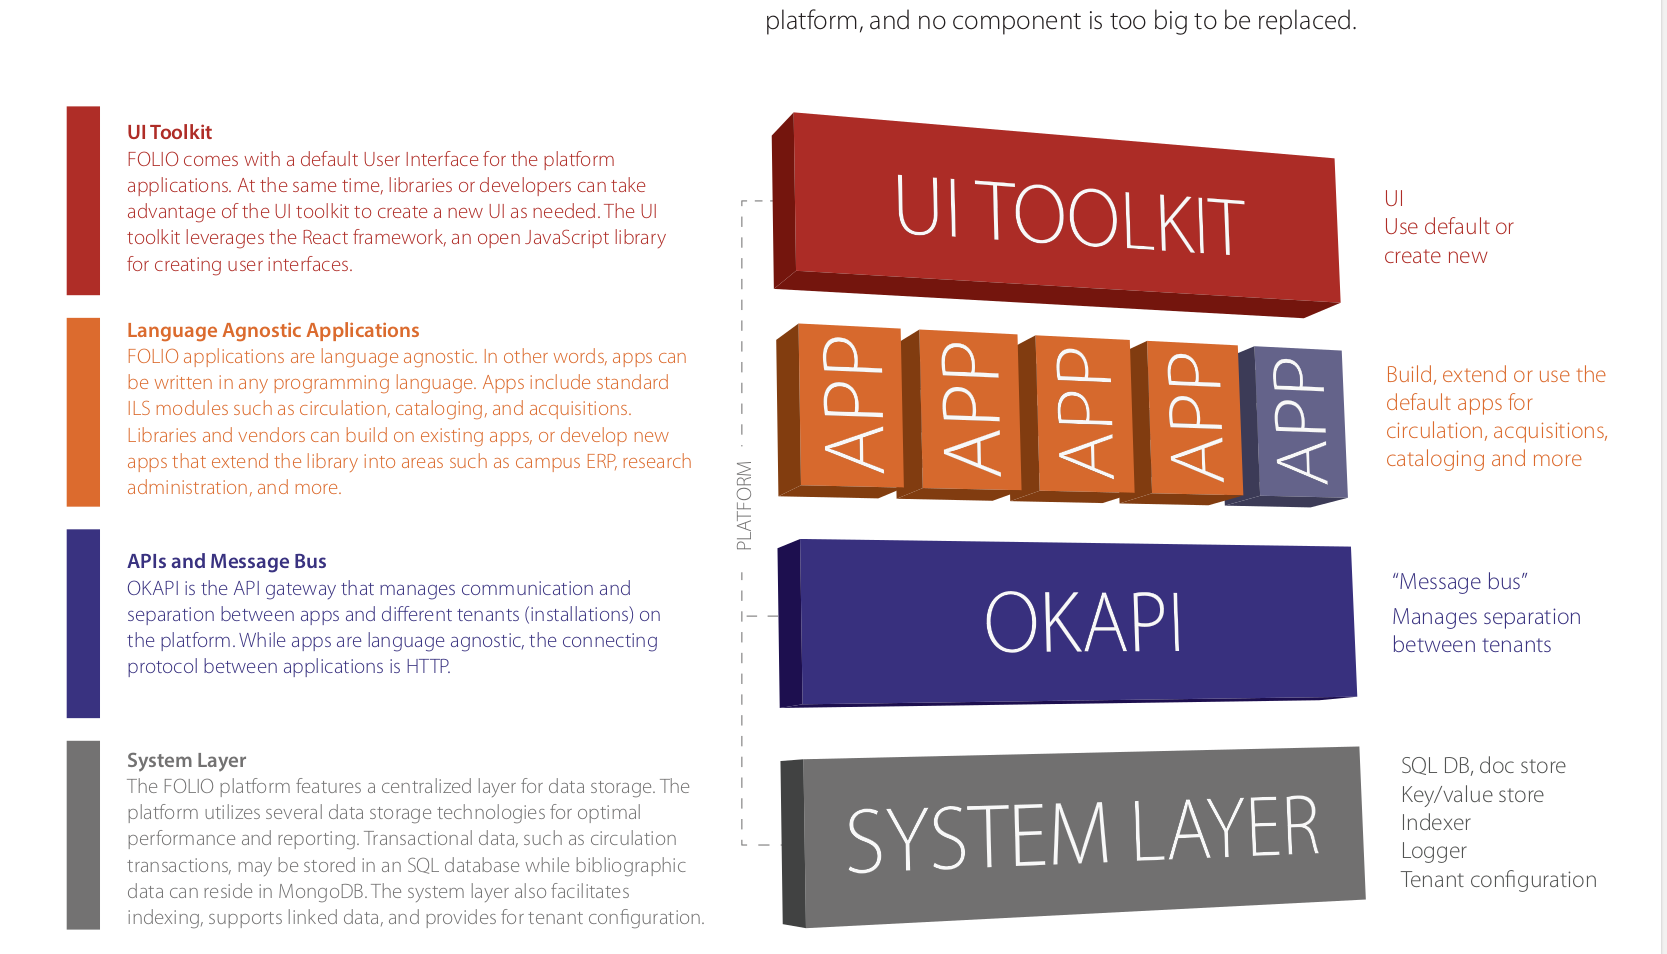 platform, and no component is too big to be replaced.
UI Toolkit
FOLIO comes with a default User Interface for the platform
applications. At the same time, libraries or developers can take
advantage of the UI toolkit to create a new UI as needed. The UI
toolkit leverages the React framework, an open JavaScript library
for creating user interfaces.
Language Agnostic Applications
FOLIO applications are language agnostic. In other words, apps can
be written in any programming language. Apps include standard
ILS modules such as circulation, cataloging, and acquisitions.
Libraries and vendors can build on existing apps, or develop new
apps that extend the library into areas such as campus ERP, research
administration, and more.
APIs and Message Bus
OKAPI is the API gateway that manages communication and
separation between apps and different tenants (installations) on
the platform. While apps are language agnostic, the connecting
protocol between applications is HTTP.
System Layer
The FOLIO platform features a centralized layer for data storage. The
platform utilizes several data storage technologies for optimal
performance and reporting. Transactional data, such as circulation
transactions, may be stored in an SQL database while bibliographic
data can reside in MongoDB. The system layer also facilitates
indexing, supports linked data, and provides for tenant configuration.
PLATFORM
UI TOOLKIT
APP
APP
APP
APP
APP
OKAPI
SYSTEM LAYER
UI
Use default or
create new
Build, extend or use the
default apps for
circulation, acquisitions,
cataloging and more
“Message bus”
Manages separation
between tenants
SQL DB, doc store
Key/value store
Indexer
Logger
Tenant configuration